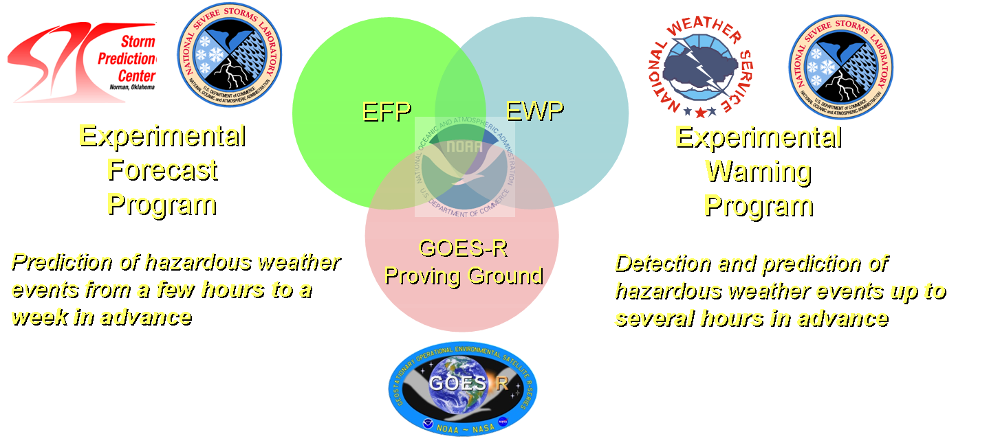 Storm
Prediction
Center
Norman, Oklahoma
NATIONAL SEVERE STORMS LABORATORY
U.S. DEPARTMENT of COMMERCE
NATIONAL OCEANIC and ATMOSPHERIC ADMINISTRATION
Experimental
Forecast
Program
Prediction of hazardous weather
events from a few hours to a
week in advance
EFP
EWP
NATIONAL OCEANIC AND ATMOSPHERIC ADMINISTRATION
NOAA
U.S. DEPARTMENT OF COMMERCE
GOES-R
Proving Ground
GEOSTATIONARY OPERATIONAL ENVIRONMENTAL SATELLITE R-SERIES
GOES R
NOAA ~ NASA
NATIONAL WEATHER SERVICE
NATIONAL SEVERE STORMS LABORATORY
U.S. DEPARTMENT of COMMERCE
NATIONAL OCEANIC and ATMOSPHERIC ADMINISTRATION
Experimental
Warning
Program
Detection and prediction of
hazardous weather events up to
several hours in advance